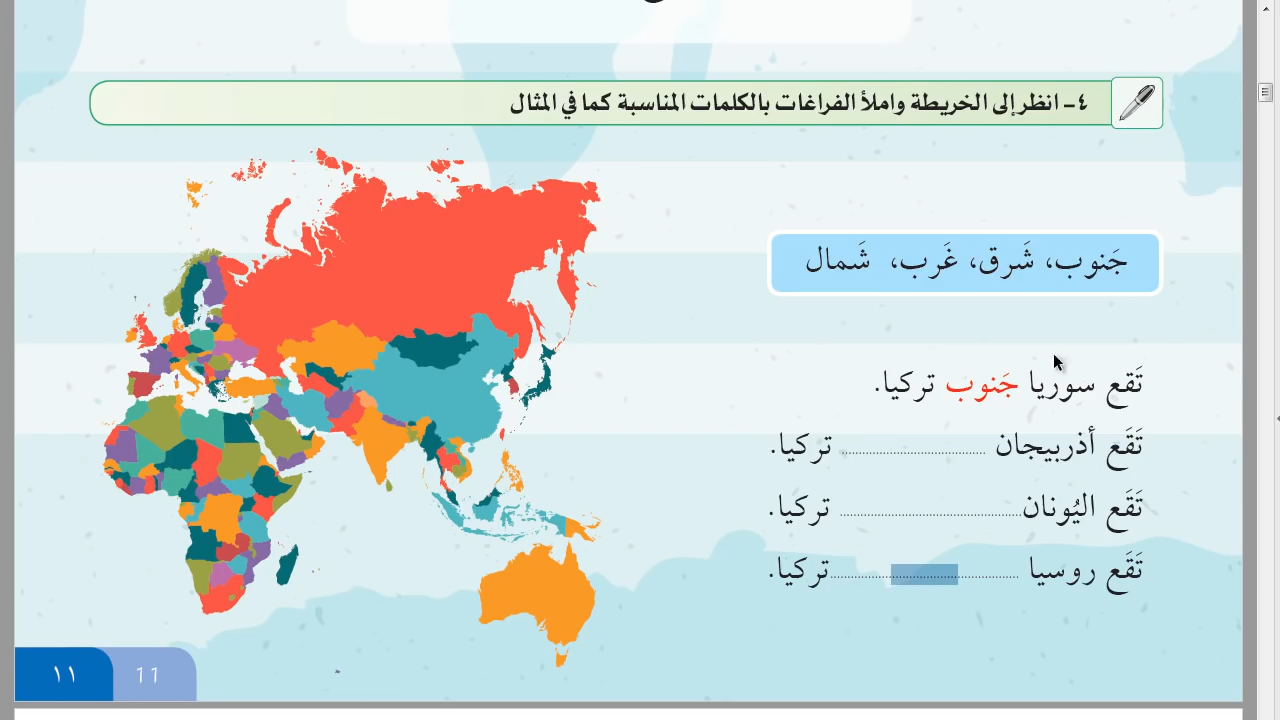 ٤- انظر إلى الخريطة واملأ الفراغات بالكلمات المناسبة كما في المثال
جَنوب، شَرق، غَرب، شَمال
تَقع سوريا جَنوب تركيا.
تَقَع أذربيجان ........................ تركيا.
تَقَع اليُونان ........................ تركيا.
تَقَع روسيا ........................ تركيا.
١١ 11